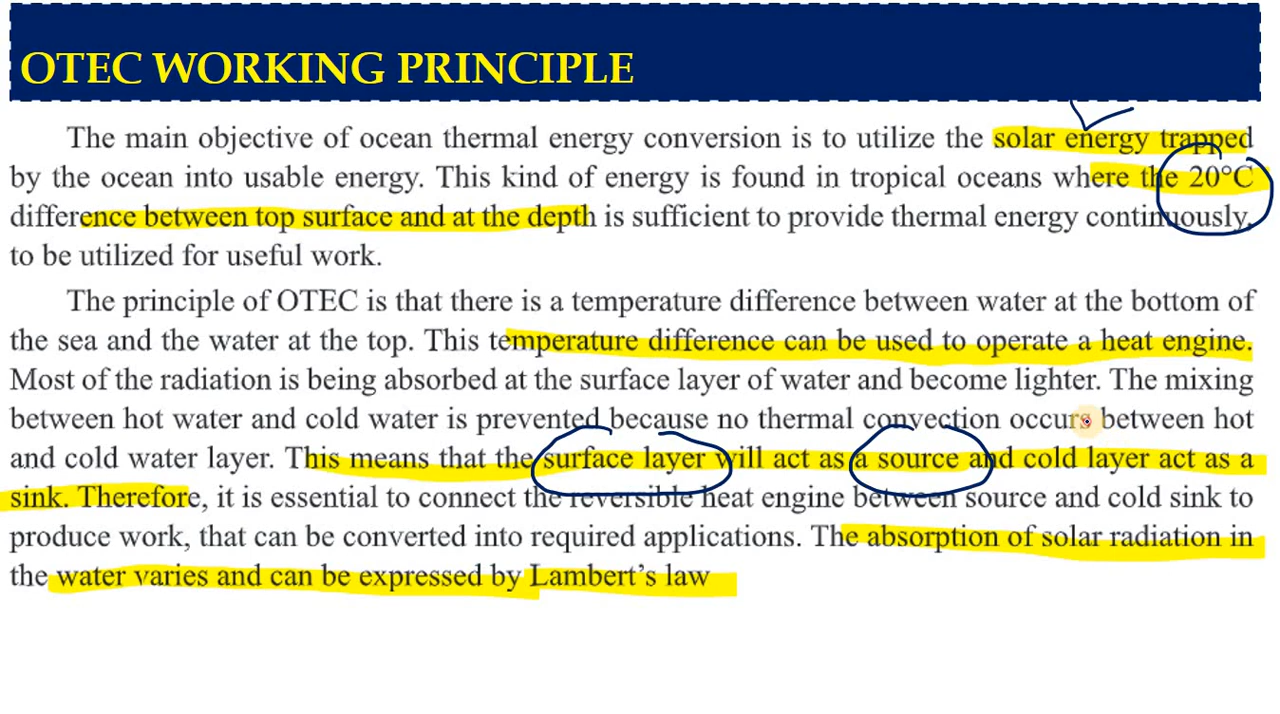 OTEC WORKING PRINCIPLE
The main objective of ocean thermal energy conversion is to utilize the solar energy trapped
by the ocean into usable energy. This kind of energy is found in tropical oceans where the 20°C
difference between top surface and at the depth is sufficient to provide thermal energy continuously,
to be utilized for useful work.
The principle of OTEC is that there is a temperature difference between water at the bottom of
the sea and the water at the top. This temperature difference can be used to operate a heat engine.
Most of the radiation is being absorbed at the surface layer of water and become lighter. The mixing
between hot water and cold water is prevented because no thermal convection occurs between hot
and cold water layer. This means that the surface layer will act as a source and cold layer act as a
sink. Therefore, it is essential to connect the reversible heat engine between source and cold sink to
produce work, that can be converted into required applications. The absorption of solar radiation in
the water varies and can be expressed by Lambert’s law